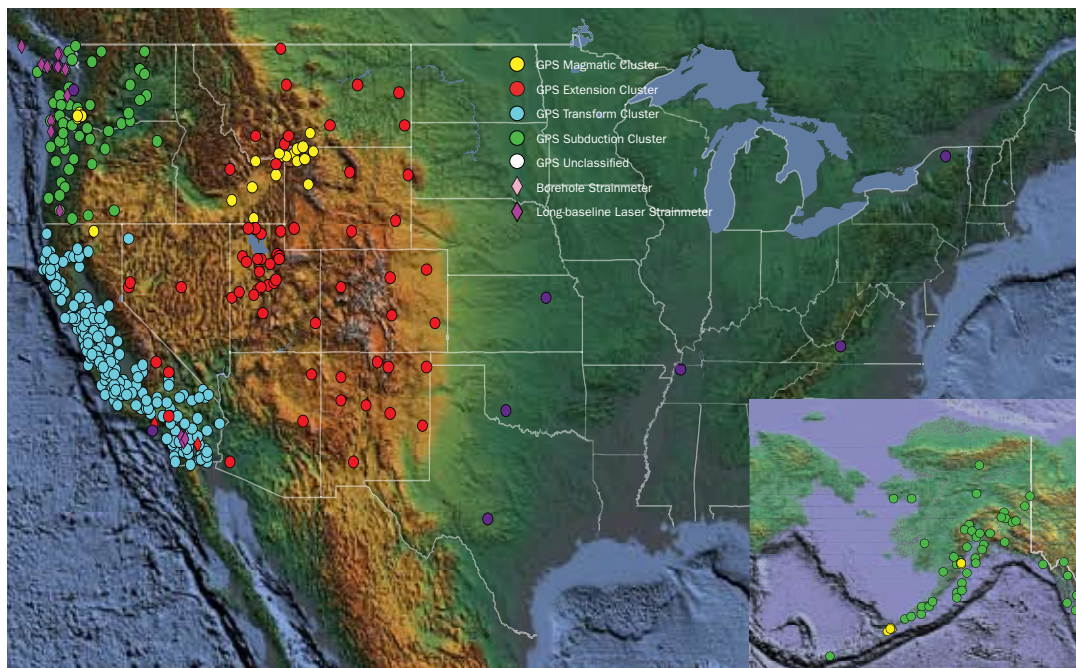 GPS Magmatic Cluster
GPS Extension Cluster
GPS Transform Cluster
GPS Subduction Cluster
GPS Unclassified
Borehole Strainmeter
Long-baseline Laser Strainmeter